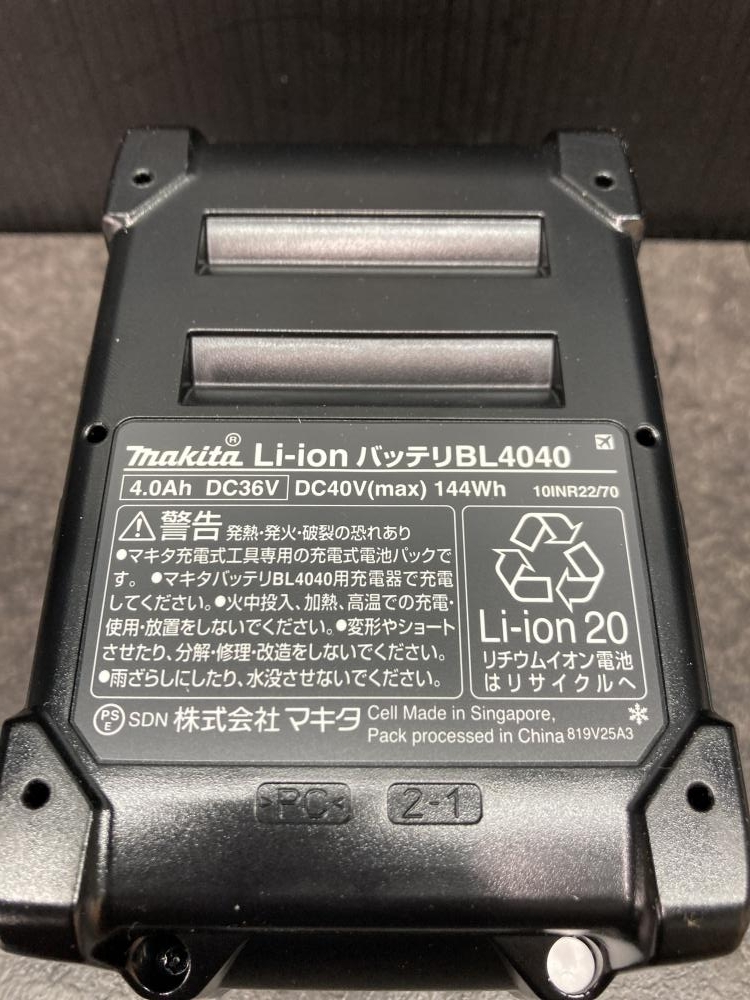 makita® Li-ion バッテリBL4040
4.0Ah DC36V DC40V(max) 144Wh 10INR22/70
警告 発熱・発火・破裂の恐れあり
●マキタ充電式工具専用の充電式電池パックで
す。 ●マキタバッテリBL4040用充電器で充電
してください。●火中投入、加熱、高温での充電・
使用・放置をしないでください。●変形やショート
させたり、分解・修理・改造をしないでください。
●雨ざらしにしたり、水没させないでください。
Li-ion 20
リチウムイオン電池
はリサイクルへ
PSE SDN 株式会社 マキタ
Cell Made in Singapore,
Pack processed in China 819V25A3
>PC< 2-1